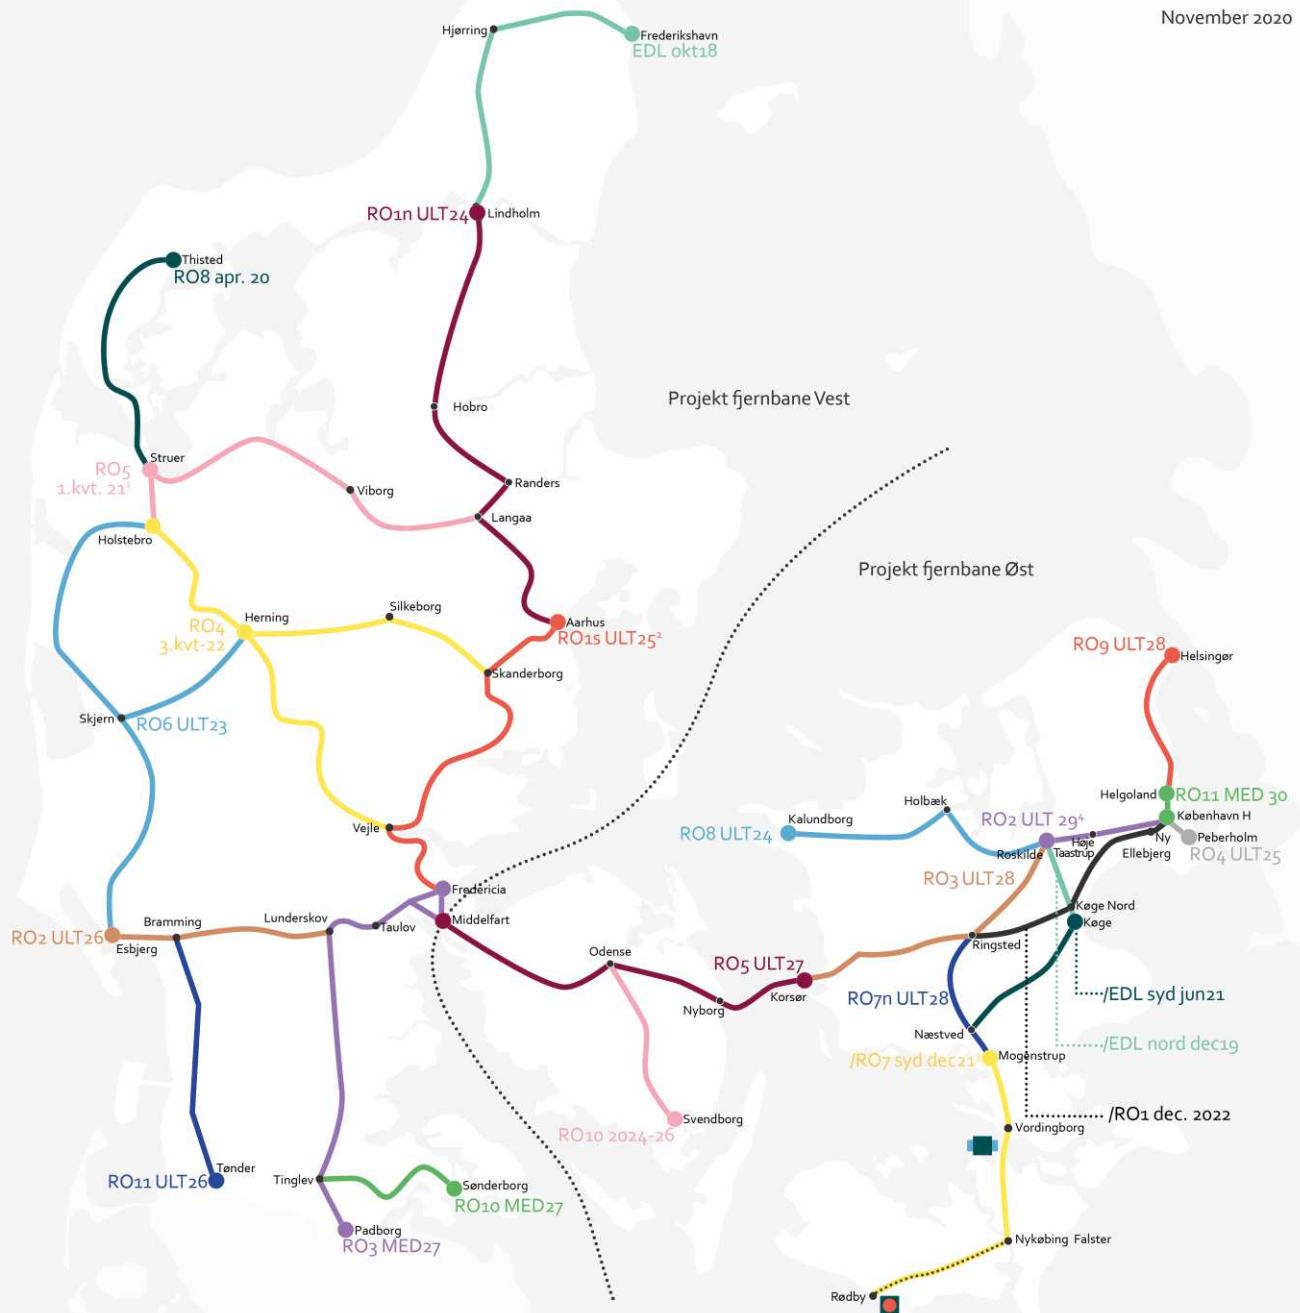 November 2020
Hjørring
Frederikshavn
EDL okt18
RO1n ULT24
Lindholm
Thisted
RO8 apr. 20
Projekt fjernbane Vest
Hobro
Struer
RO5
1.kvt. 21¹
Viborg
Randers
Langaa
Holstebro
Projekt fjernbane Øst
Silkeborg
Herning
RO4
3.kvt-22
Aarhus
RO1s ULT25²
RO9 ULT28
Helsingør
Skanderborg
Skjern
RO6 ULT23
Helgoland
RO11 MED 30
Holbæk
Kalundborg
RO8 ULT24
RO2 ULT 29⁴
København H
Vejle
Høje
Taastrup
Ny
Ellebjerg
Peberholm
RO4 ULT25
Roskilde
RO3 ULT28
Fredericia
Køge Nord
Køge
Bramming
Lunderskov
Taulov
Middelfart
RO2 ULT26
Esbjerg
Ringsted
Odense
RO5 ULT27
Korsør
Nyborg
RO7n ULT28
/EDL syd jun21
Næstved
/EDL nord dec19
/RO7 syd dec21³
Mogenstrup
/RO1 dec. 2022
Svendborg
RO10 2024-26
Vordingborg
Tønder
RO11 ULT26
Tinglev
Sønderborg
RO10 MED27
Padborg
RO3 MED27
Nykøbing Falster
Rødby